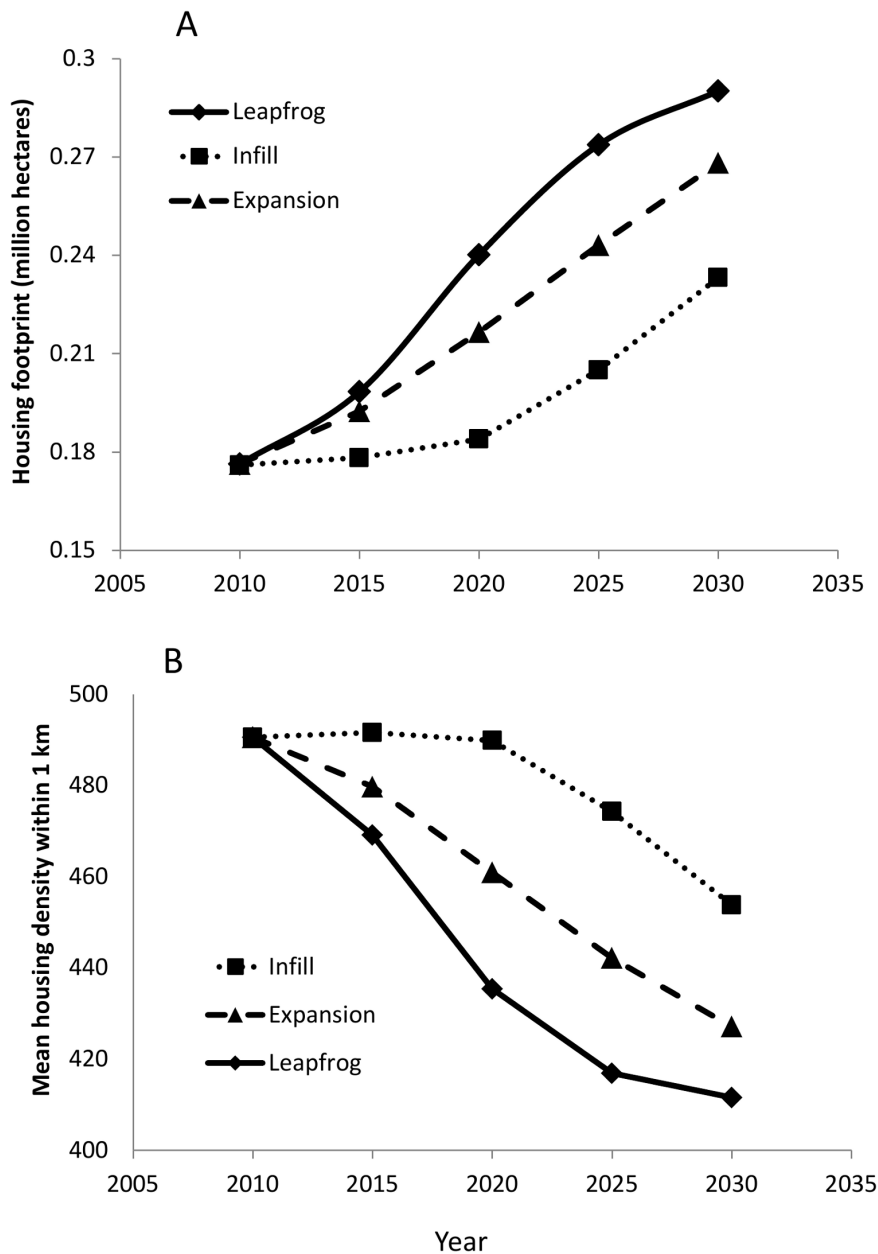 A
0.3
0.27
0.24
0.21
0.18
0.15
Housing footprint (million hectares)
Leapfrog
Infill
Expansion
2005 2010 2015 2020 2025 2030 2035
B
500
480
460
440
420
400
Mean housing density within 1 km
Infill
Expansion
Leapfrog
2005 2010 2015 2020 2025 2030 2035
Year